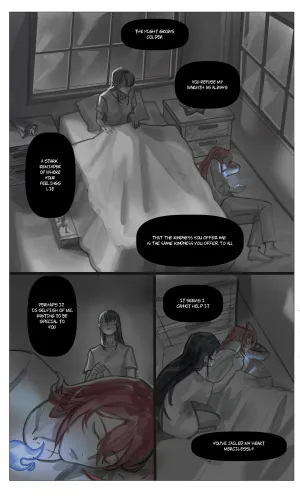 THE NIGHT GROWS
COLDER
YOU REFUSE MY
WARMTH AS ALWAYS
A STARK
REMINDER
OF WHERE
YOUR
FEELINGS
LIE
THAT THE KINDNESS YOU OFFER ME
IS THE SAME KINDNESS YOU OFFER TO ALL
PERHAPS IT
IS SELFISH OF ME.
WANTING TO BE
SPECIAL TO
YOU
IT SEEMS I
CANNOT HELP IT
YOU'VE JAILED MY HEART
MERCILESSLY